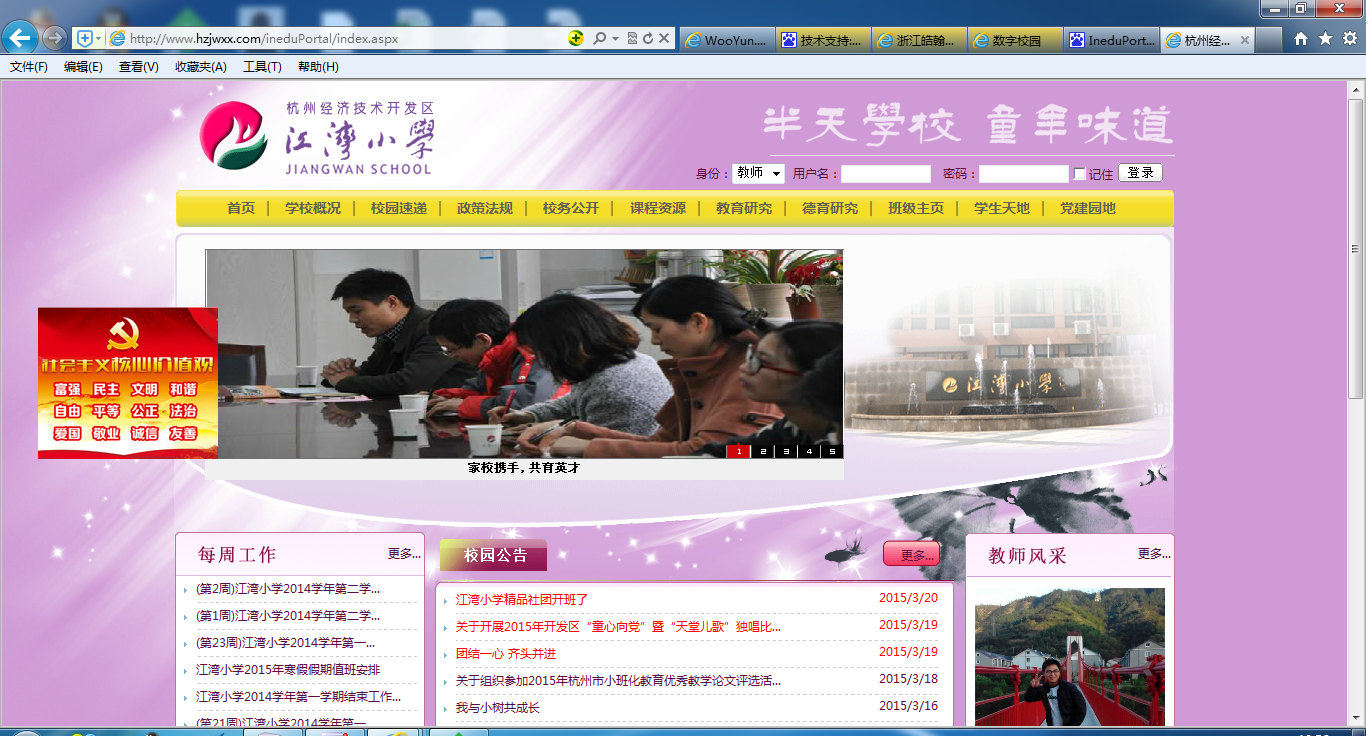 http://www.hzjwxx.com/ineduPortal/index.aspx
WooYun....
技术支持:...
浙江皓翰...
数字校园
IneduPort...
杭州经...
文件(F) 编辑(E) 查看(V) 收藏夹(A) 工具(T) 帮助(H)
杭州经济技术开发区
江湾小學
JIANGWAN SCHOOL
半天學校 童年味道
身份： 教师 用户名： 密码： 记住 登录
首页 | 学校概况 | 校园速递 | 政策法规 | 校务公开 | 课程资源 | 教育研究 | 德育研究 | 班级主页 | 学生天地 | 党建园地
社会主义核心价值观
富强 民主 文明 和谐
自由 平等 公正 法治
爱国 敬业 诚信 友善
江湾小學
1 2 3 4 5
家校携手，共育英才
每周工作 更多...
(第2周)江湾小学2014学年第二学...
(第1周)江湾小学2014学年第二学...
(第23周)江湾小学2014学年第一...
江湾小学2015年寒假假期值班安排
江湾小学2014学年第一学期结束工作...
(第21周)江湾小学2014学年第一...
校园公告 更多...
江湾小学精品社团开班了 2015/3/20
关于开展2015年开发区“童心向党”暨“天堂儿歌”独唱比... 2015/3/19
团结一心 齐头并进 2015/3/19
关于组织参加2015年杭州市小班化教育优秀教学论文评选活... 2015/3/18
我与小树共成长 2015/3/16
教师风采 更多...